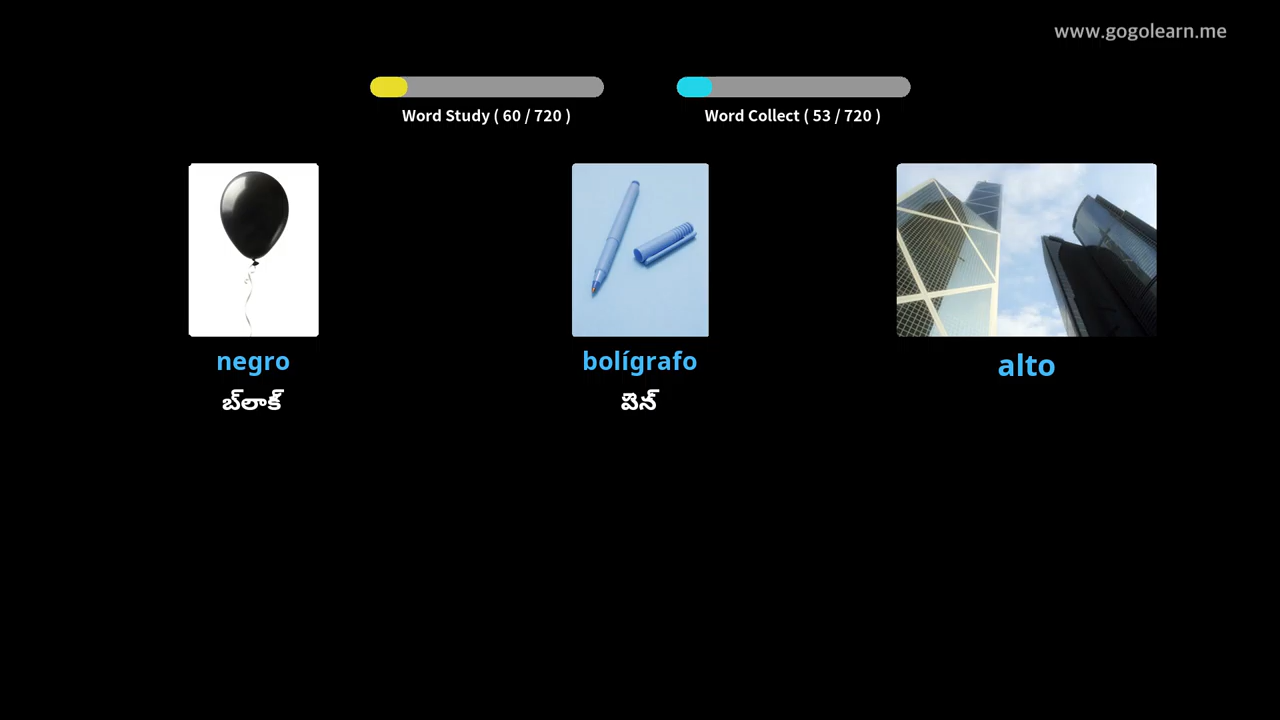 www.gogolearn.me
Word Study ( 60 / 720 )
Word Collect ( 53 / 720 )
negro
bolígrafo
alto
బ్‌లాక్
పెన్